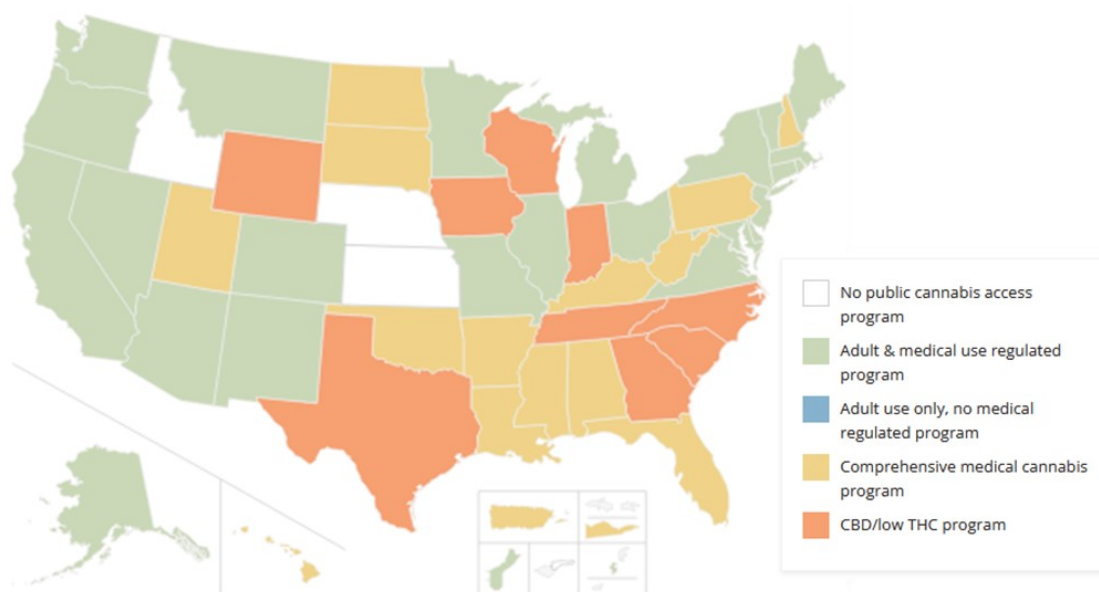 No public cannabis access
program
Adult & medical use regulated
program
Adult use only, no medical
regulated program
Comprehensive medical cannabis
program
CBD/low THC program